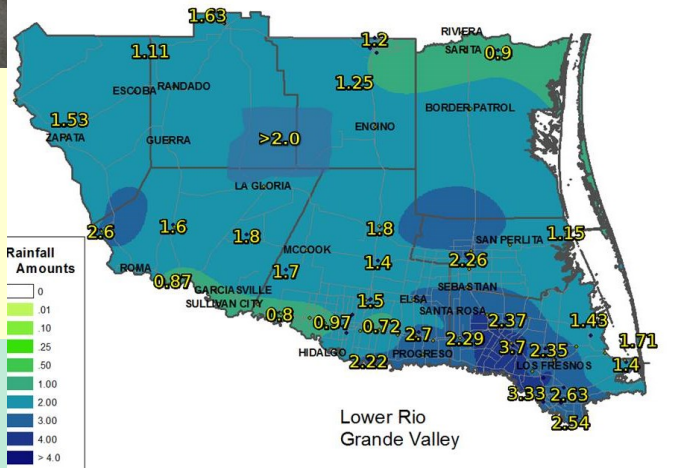 1.63
RIVIERA
1.2
SARITA 0.9
1.11
1.25
ESCOBA RANDADO
BORDER PATROL
1.53
ZAPATA
ENCINO
GUERRA
>2.0
LA GLORIA
2.6
1.6
1.8
1.8
1.15
SAN PERLITA
MCCOOK
2.26
1.4
ROMA
1.7
0.87
SEBASTIAN
GARCIASVILLE
SULLIVAN CITY
1.5
ELSA
SANTA ROSA
0.8
0.97
0.72
2.7
2.29
2.37
1.43
1.71
HIDALGO
PROGRESO
3.7
2.35
2.22
LOS FRESNOS
1.4
3.33
2.63
2.54
Lower Rio
Grande Valley
Rainfall
Amounts
0
.01
.10
.25
.50
1.00
2.00
3.00
4.00
> 4.0